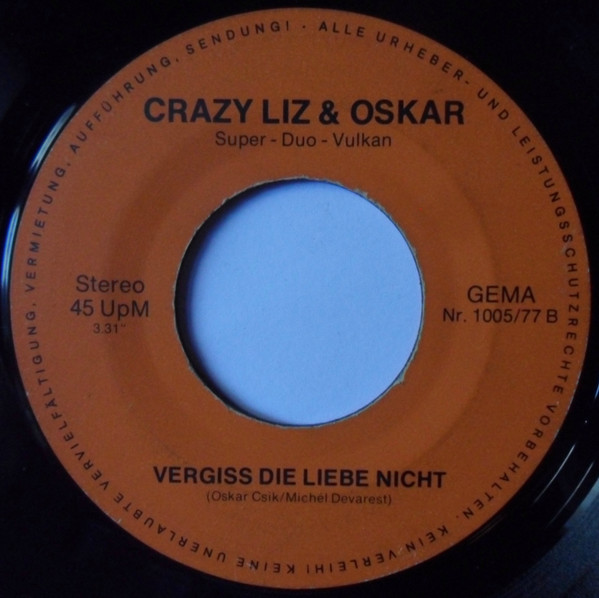 ALLE URHEBER- UND LEISTUNGSSCHUTZRECHTE VORBEHALTEN. KEIN VERLEIH! KEINE UNERLAUBTE VERVIELFÄLTIGUNG, VERMIETUNG, AUFFÜHRUNG, SENDUNG! ·
CRAZY LIZ & OSKAR
Super - Duo - Vulkan
Stereo
45 UpM
3.31"
GEMA
Nr. 1005/77 B
VERGISS DIE LIEBE NICHT
(Oskar Csik/Michél Devarest)